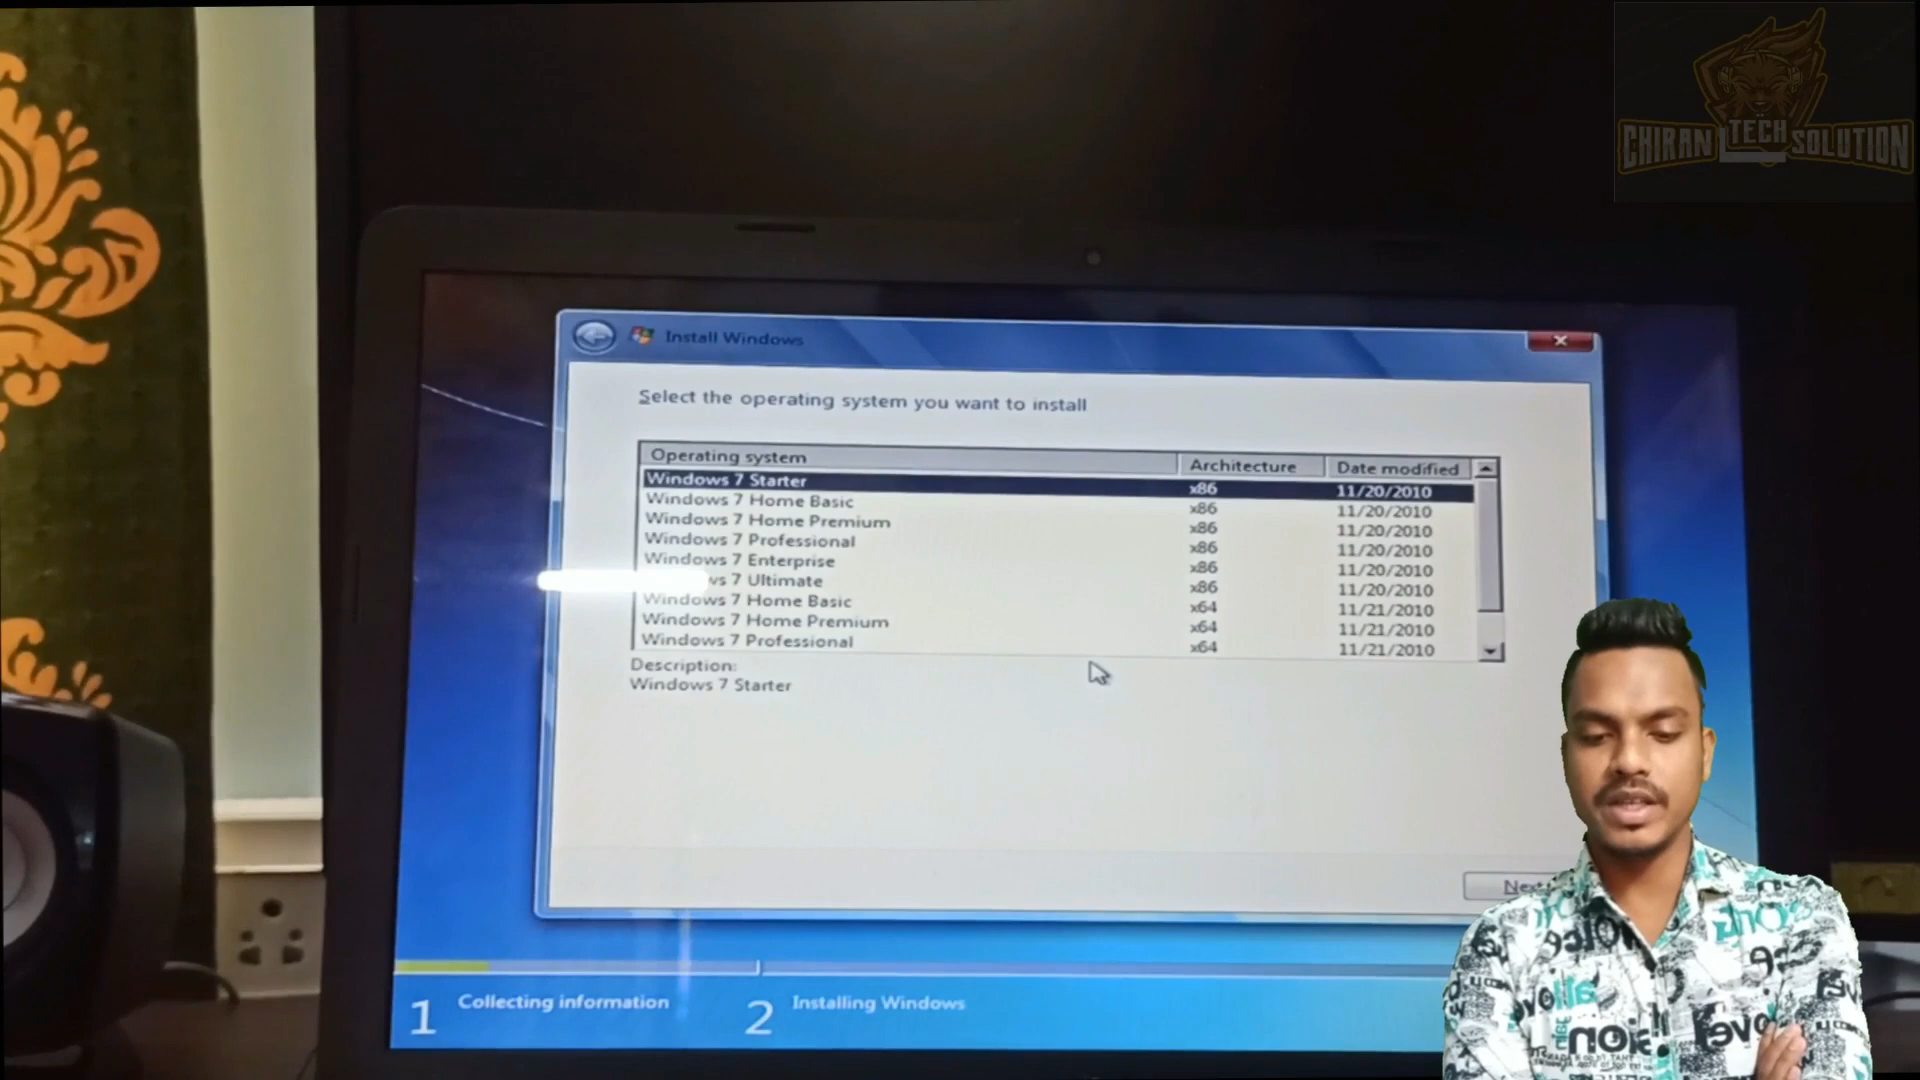 CHIRAN TECH SOLUTION
Install Windows
Select the operating system you want to install
Operating system Architecture Date modified
Windows 7 Starter x86 11/20/2010
Windows 7 Home Basic x86 11/20/2010
Windows 7 Home Premium x86 11/20/2010
Windows 7 Professional x86 11/20/2010
Windows 7 Enterprise x86 11/20/2010
ws 7 Ultimate x86 11/20/2010
Windows 7 Home Basic x64 11/21/2010
Windows 7 Home Premium x64 11/21/2010
Windows 7 Professional x64 11/21/2010
Description:
Windows 7 Starter
Next
1 Collecting information 2 Installing Windows